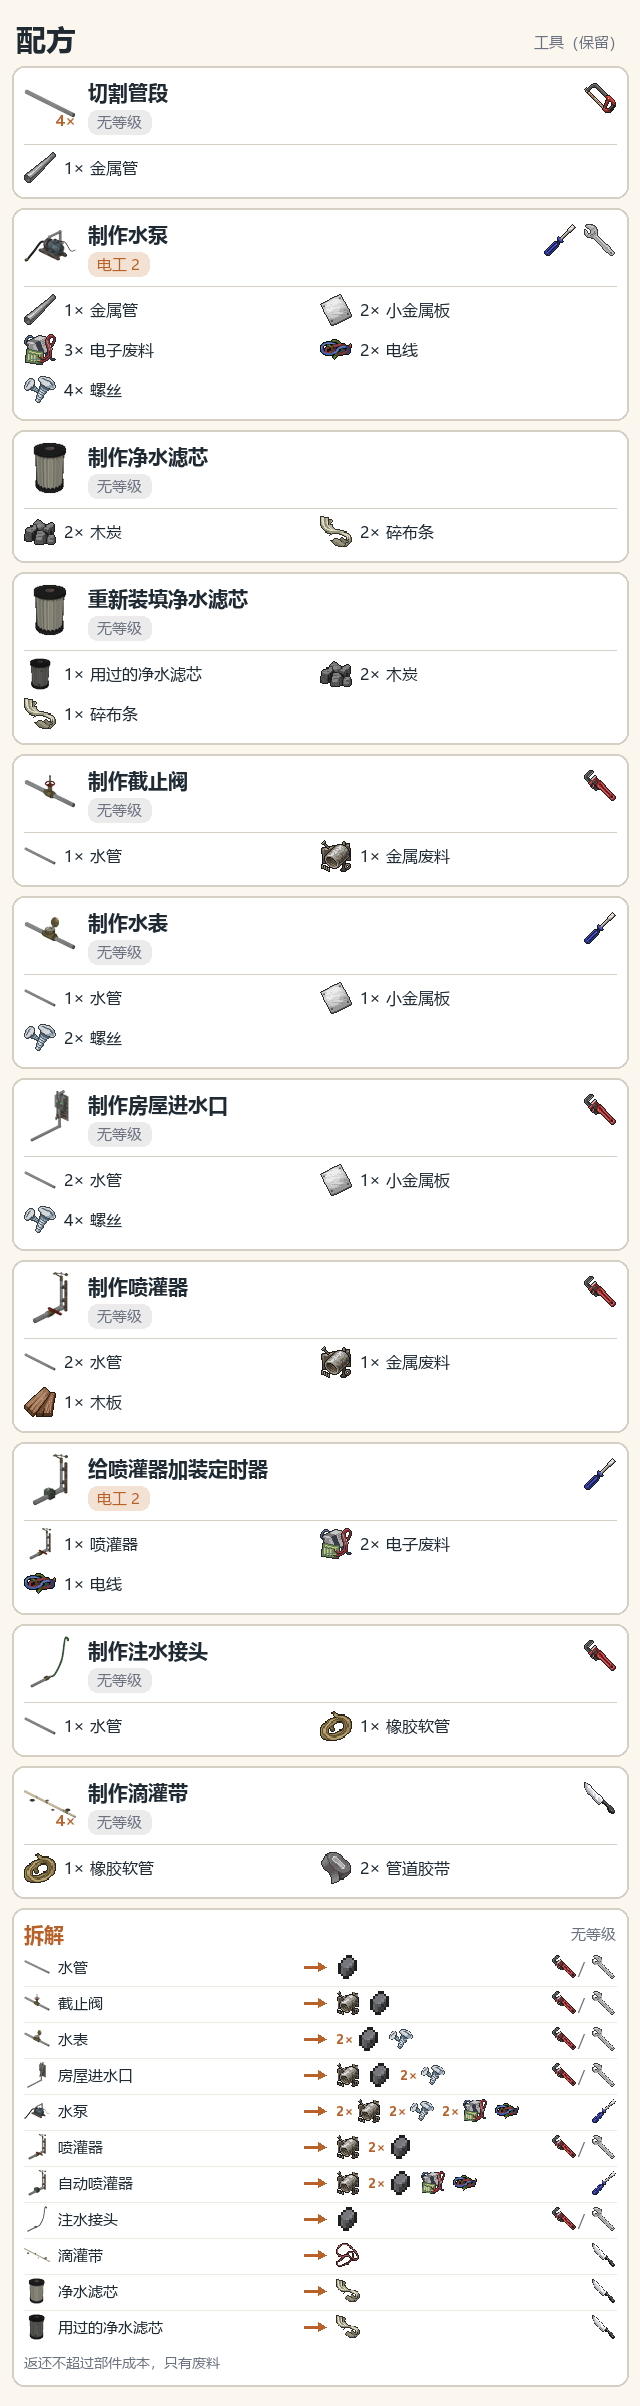 配方
工具（保留）
切割管段
4×
无等级
1× 金属管
制作水泵
电工 2
1× 金属管
2× 小金属板
3× 电子废料
2× 电线
4× 螺丝
制作净水滤芯
无等级
2× 木炭
2× 碎布条
重新装填净水滤芯
无等级
1× 用过的净水滤芯
2× 木炭
1× 碎布条
制作截止阀
无等级
1× 水管
1× 金属废料
制作水表
无等级
1× 水管
1× 小金属板
2× 螺丝
制作房屋进水口
无等级
2× 水管
1× 小金属板
4× 螺丝
制作喷灌器
无等级
2× 水管
1× 金属废料
1× 木板
给喷灌器加装定时器
电工 2
1× 喷灌器
2× 电子废料
1× 电线
制作注水接头
无等级
1× 水管
1× 橡胶软管
制作滴灌带
4×
无等级
1× 橡胶软管
2× 管道胶带
拆解
无等级
水管 /
截止阀 /
水表 2× /
房屋进水口 2× /
水泵 2× 2× 2×
喷灌器 2× /
自动喷灌器 2×
注水接头 /
滴灌带
净水滤芯
用过的净水滤芯
返还不超过部件成本，只有废料